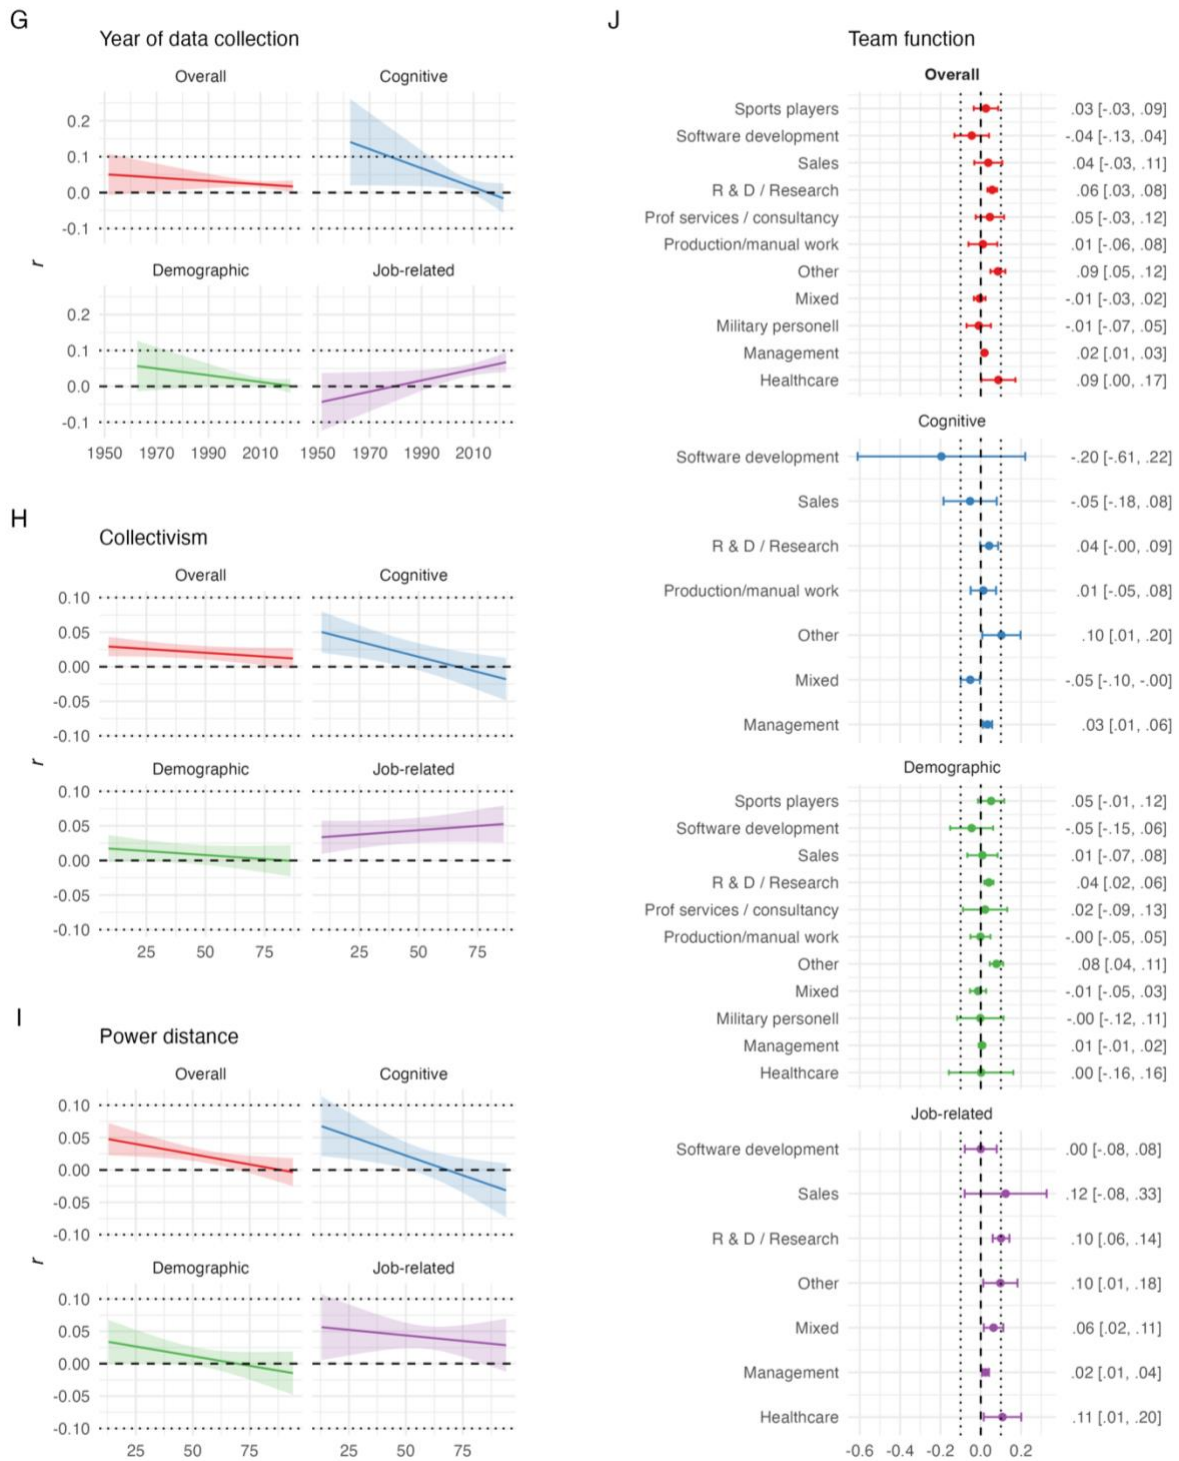 G
Year of data collection
Overall
Cognitive
0.2
0.1
0.0
-0.1
Demographic
Job-related
0.2
0.1
0.0
-0.1
r
1950 1970 1990 2010 1950 1970 1990 2010
H
Collectivism
Overall
Cognitive
0.10
0.05
0.00
-0.05
-0.10
Demographic
Job-related
0.10
0.05
0.00
-0.05
-0.10
r
25 50 75 25 50 75
I
Power distance
Overall
Cognitive
0.10
0.05
0.00
-0.05
-0.10
Demographic
Job-related
0.10
0.05
0.00
-0.05
-0.10
r
25 50 75 25 50 75
J
Team function
Overall
Sports players .03 [-.03, .09]
Software development -.04 [-.13, .04]
Sales .04 [-.03, .11]
R & D / Research .06 [.03, .08]
Prof services / consultancy .05 [-.03, .12]
Production/manual work .01 [-.06, .08]
Other .09 [.05, .12]
Mixed -.01 [-.03, .02]
Military personell -.01 [-.07, .05]
Management .02 [.01, .03]
Healthcare .09 [.00, .17]
Cognitive
Software development -.20 [-.61, .22]
Sales -.05 [-.18, .08]
R & D / Research .04 [-.00, .09]
Production/manual work .01 [-.05, .08]
Other .10 [.01, .20]
Mixed -.05 [-.10, -.00]
Management .03 [.01, .06]
Demographic
Sports players .05 [-.01, .12]
Software development -.05 [-.15, .06]
Sales .01 [-.07, .08]
R & D / Research .04 [.02, .06]
Prof services / consultancy .02 [-.09, .13]
Production/manual work -.00 [-.05, .05]
Other .08 [.04, .11]
Mixed -.01 [-.05, .03]
Military personell -.00 [-.12, .11]
Management .01 [-.01, .02]
Healthcare .00 [-.16, .16]
Job-related
Software development .00 [-.08, .08]
Sales .12 [-.08, .33]
R & D / Research .10 [.06, .14]
Other .10 [.01, .18]
Mixed .06 [.02, .11]
Management .02 [.01, .04]
Healthcare .11 [.01, .20]
-0.6 -0.4 -0.2 0.0 0.2